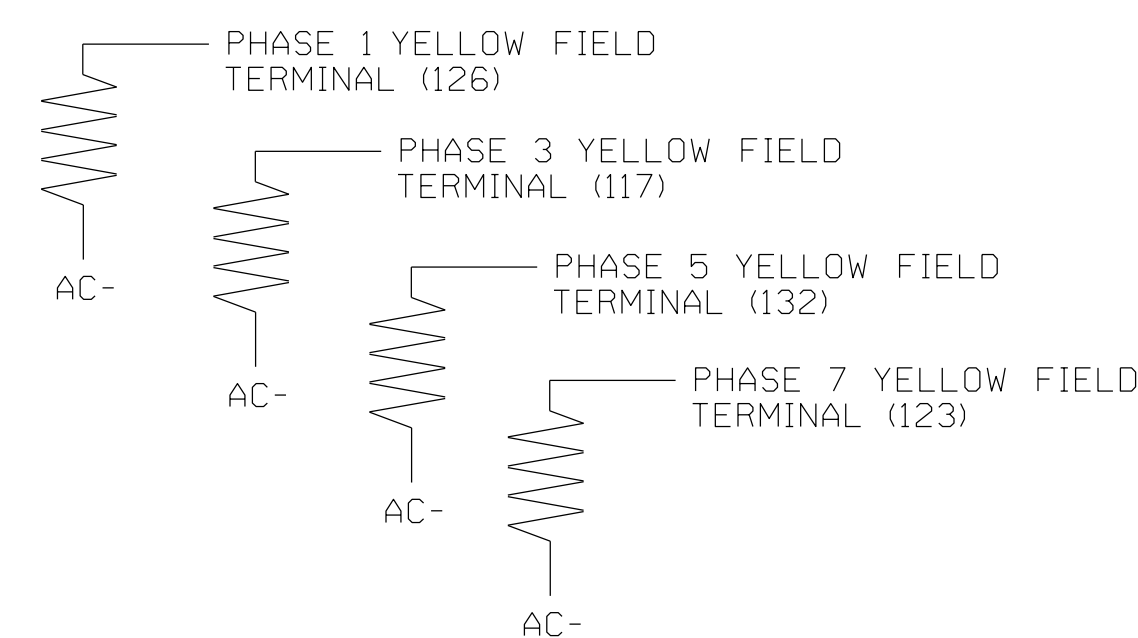 PHASE 1 YELLOW FIELD
TERMINAL (126)
AC-
PHASE 3 YELLOW FIELD
TERMINAL (117)
AC-
PHASE 5 YELLOW FIELD
TERMINAL (132)
AC-
PHASE 7 YELLOW FIELD
TERMINAL (123)
AC-